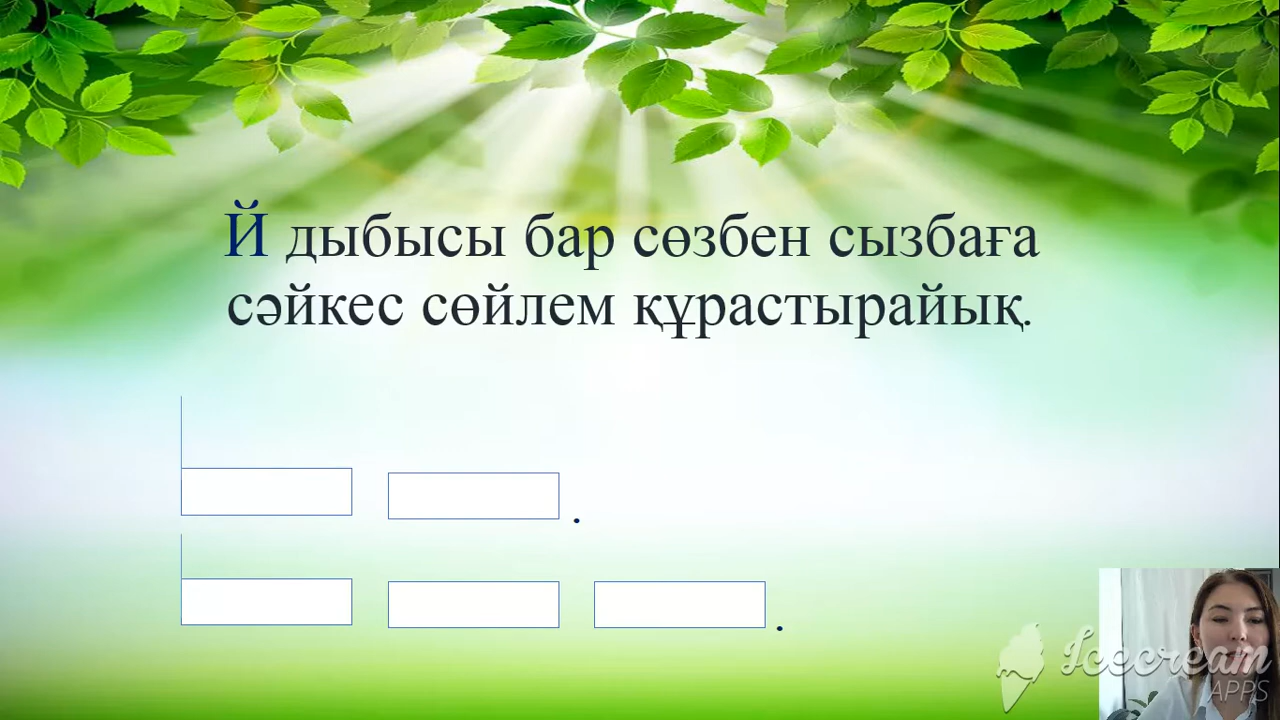 Й дыбысы бар сөзбен сызбаға
сәйкес сөйлем құрастырайық.
.
.
Icecream
APPS